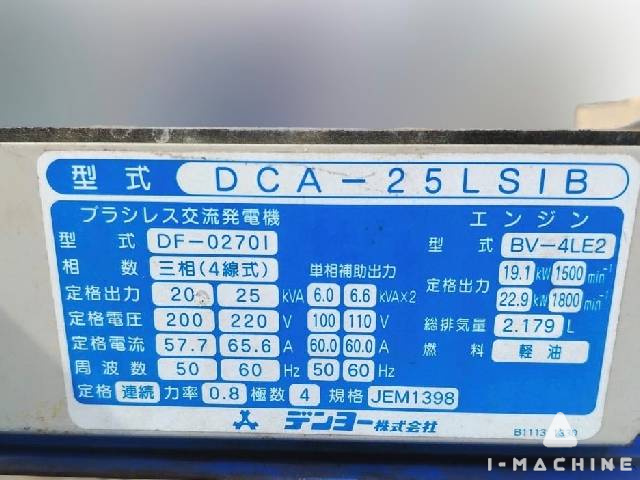 型式 DCA-25LSIB
ブラシレス交流発電機 エンジン
型式 DF-0270I 型式 BV-4LE2
相数 三相(4線式) 単相補助出力 定格出力 19.1 kW 1500 min⁻¹
定格出力 20 25 kVA 6.0 6.6 kVA×2 22.9 kW 1800 min⁻¹
定格電圧 200 220 V 100 110 V 総排気量 2.179 L
定格電流 57.7 65.6 A 60.0 60.0 A 燃料 軽油
周波数 50 60 Hz 50 60 Hz
定格 連続 力率 0.8 極数 4 規格 JEM1398
デンヨー株式会社
I-MACHINE